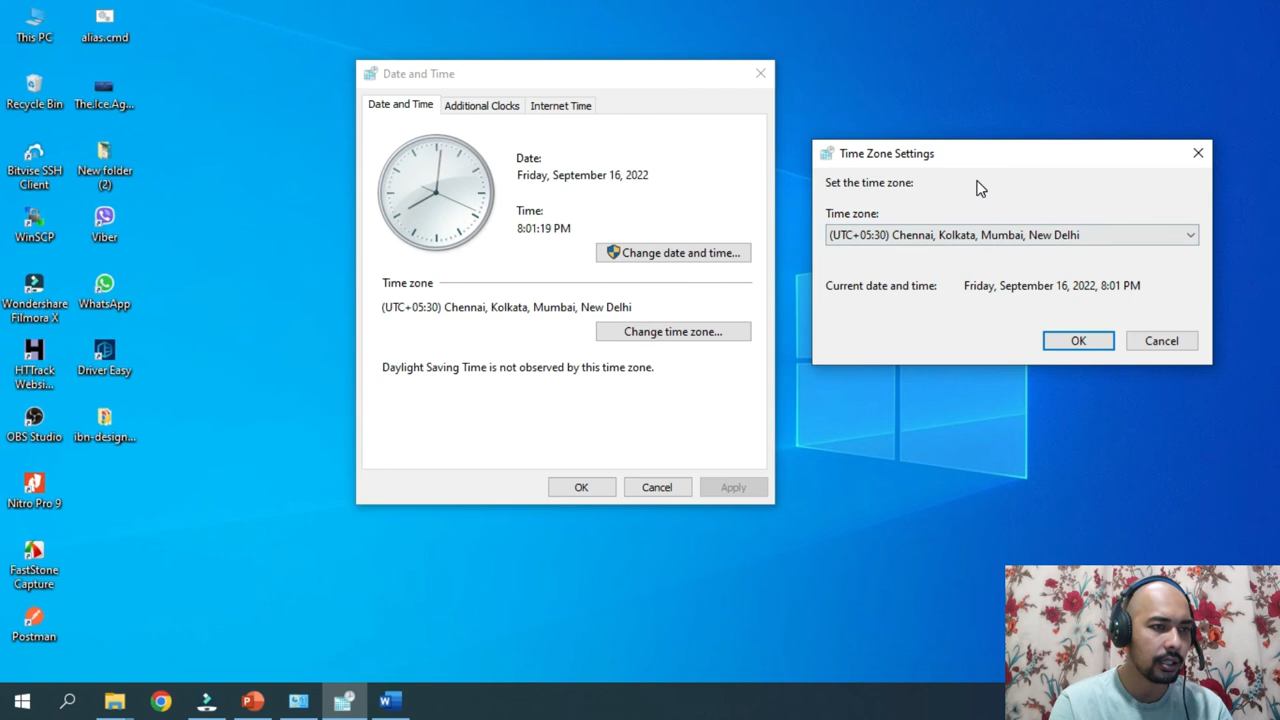 This PC
alias.cmd
Recycle Bin
The.Ice.Ag...
Bitvise SSH
Client
New folder
(2)
WinSCP
Viber
Wondershare
Filmora X
WhatsApp
HTTrack
Websi...
Driver Easy
OBS Studio
ibn-design...
Nitro Pro 9
FastStone
Capture
Postman
Date and Time
Date and Time
Additional Clocks
Internet Time
Date:
Friday, September 16, 2022
Time:
8:01:19 PM
Change date and time...
Time zone
(UTC+05:30) Chennai, Kolkata, Mumbai, New Delhi
Change time zone...
Daylight Saving Time is not observed by this time zone.
OK
Cancel
Apply
Time Zone Settings
Set the time zone:
Time zone:
(UTC+05:30) Chennai, Kolkata, Mumbai, New Delhi
Current date and time:
Friday, September 16, 2022, 8:01 PM
OK
Cancel